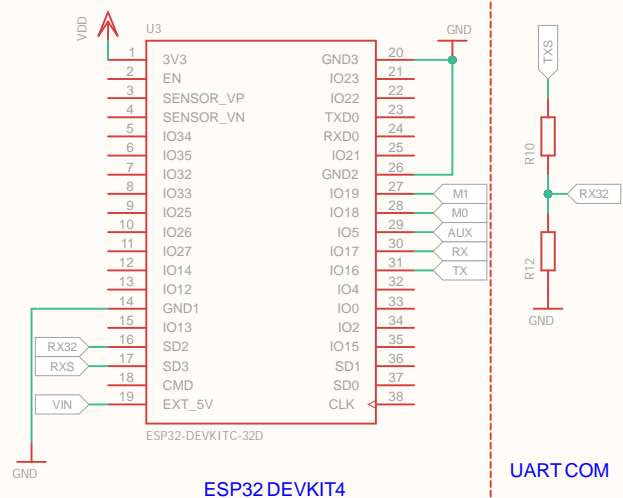 VDD
U3
GND
1 3V3 GND3 20
2 EN IO23 21
3 SENSOR_VP IO22 22
4 SENSOR_VN TXD0 23
5 IO34 RXD0 24
6 IO35 IO21 25
7 IO32 GND2 26
8 IO33 IO19 27 M1
9 IO25 IO18 28 M0
10 IO26 IO5 29 AUX
11 IO27 IO17 30 RX
12 IO14 IO16 31 TX
13 IO12 IO4 32
14 GND1 IO0 33
15 IO13 IO2 34
RX32 16 SD2 IO15 35
RXS 17 SD3 SD1 36
18 CMD SD0 37
VIN 19 EXT_5V CLK 38
ESP32-DEVKITC-32D
GND
ESP32 DEVKIT4
TXS
R10
RX32
R12
GND
UART COM